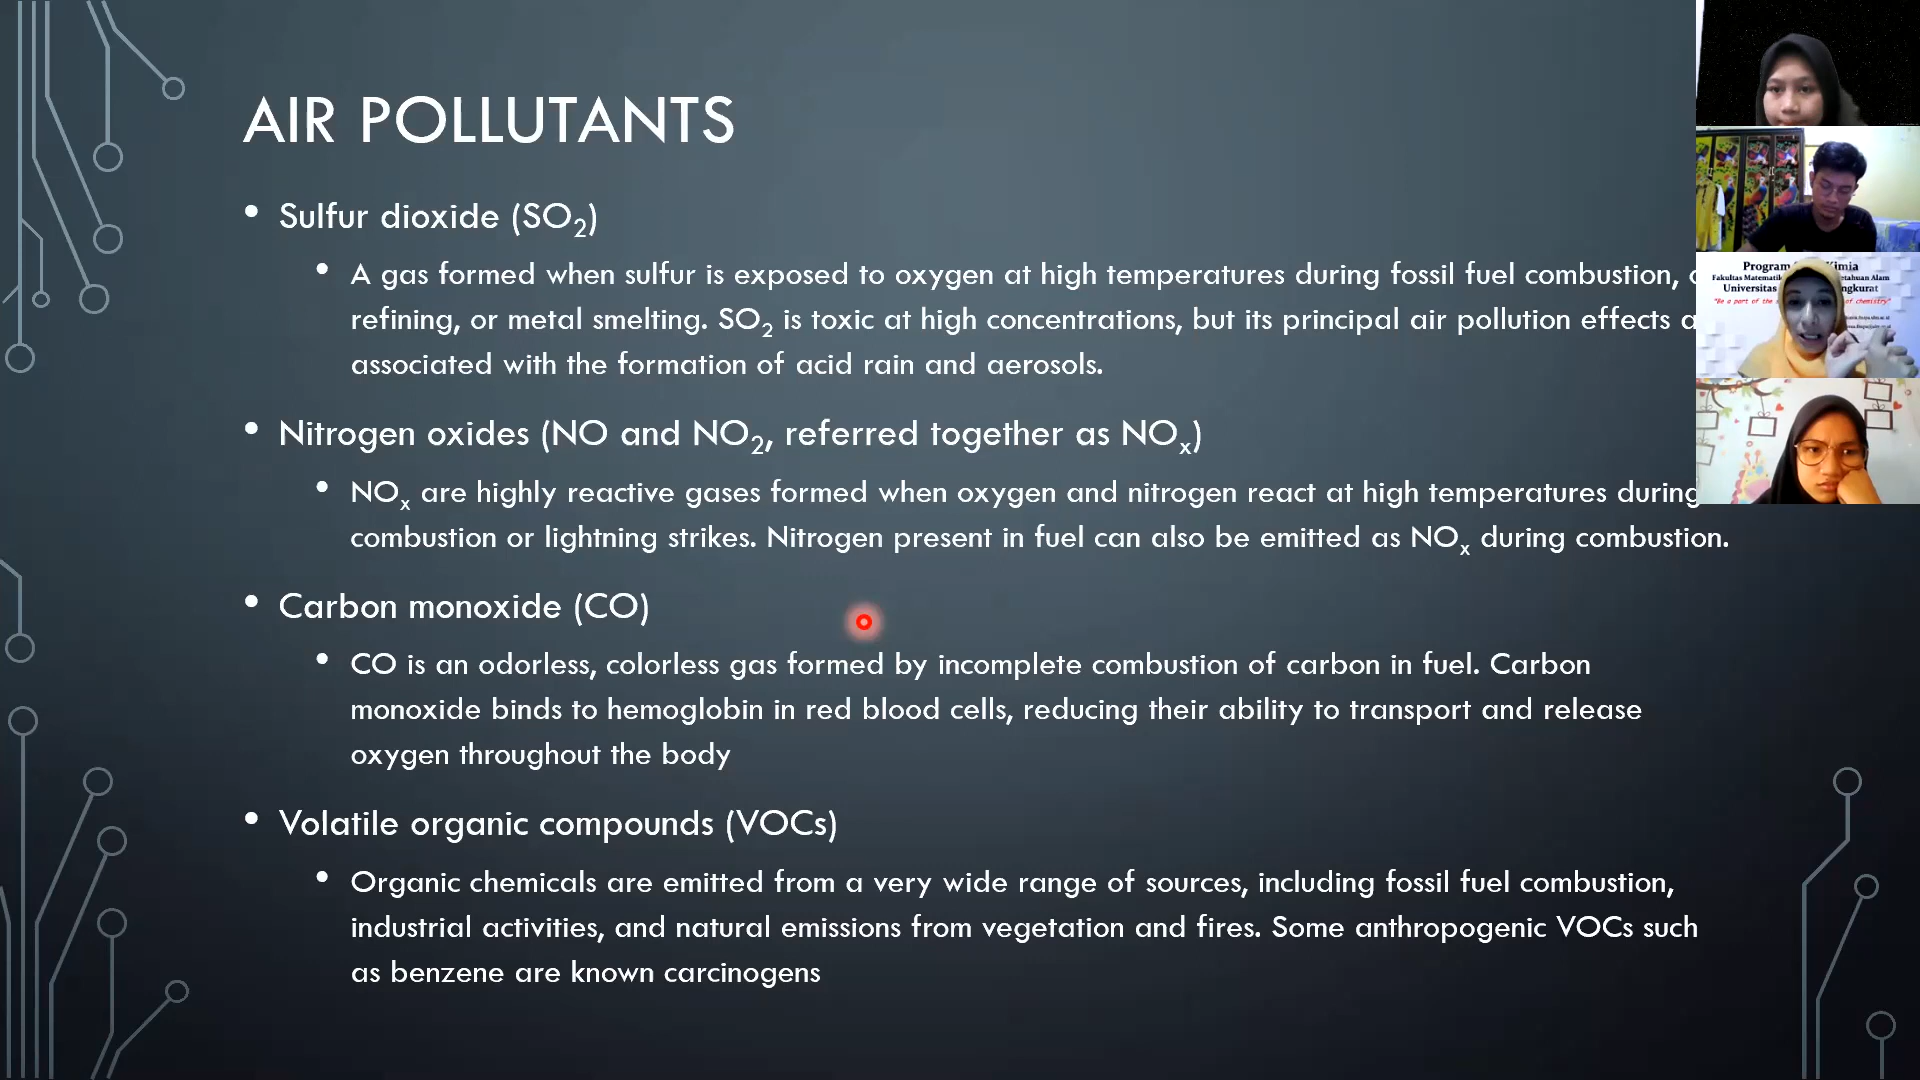 AIR POLLUTANTS
• Sulfur dioxide (SO₂)
• A gas formed when sulfur is exposed to oxygen at high temperatures during fossil fuel combustion,
refining, or metal smelting. SO₂ is toxic at high concentrations, but its principal air pollution effects
associated with the formation of acid rain and aerosols.
• Nitrogen oxides (NO and NO₂, referred together as NOₓ)
• NOₓ are highly reactive gases formed when oxygen and nitrogen react at high temperatures during
combustion or lightning strikes. Nitrogen present in fuel can also be emitted as NOₓ during combustion.
• Carbon monoxide (CO)
• CO is an odorless, colorless gas formed by incomplete combustion of carbon in fuel. Carbon
monoxide binds to hemoglobin in red blood cells, reducing their ability to transport and release
oxygen throughout the body
• Volatile organic compounds (VOCs)
• Organic chemicals are emitted from a very wide range of sources, including fossil fuel combustion,
industrial activities, and natural emissions from vegetation and fires. Some anthropogenic VOCs such
as benzene are known carcinogens
Program
Fakultas Alam
Universitas
"Be a part of the of chemistry"